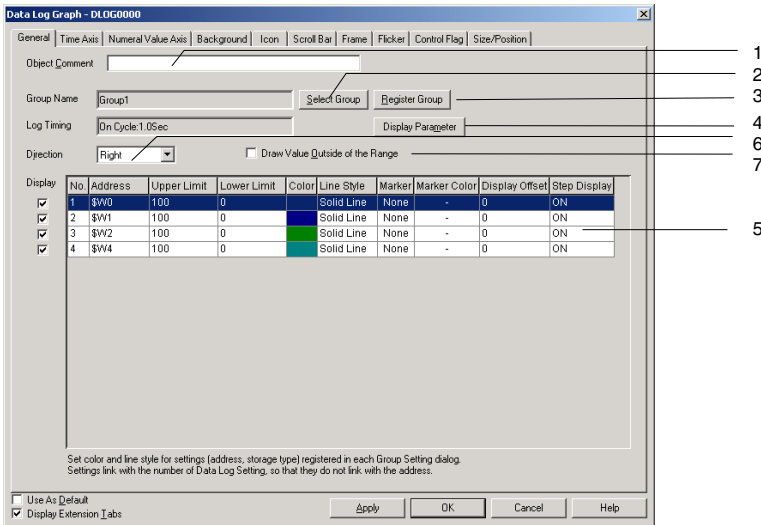 Data Log Graph - DLOG0000
General Time Axis Numeral Value Axis Background Icon Scroll Bar Frame Flicker Control Flag Size/Position
Object Comment 1
2
Group Name Group1 Select Group Register Group 3
Log Timing On Cycle:1.0Sec Display Parameter 4
6
Direction Right Draw Value Outside of the Range 7
Display No. Address Upper Limit Lower Limit Color Line Style Marker Marker Color Display Offset Step Display
1 $W0 100 0 Solid Line None - 0 ON
2 $W1 100 0 Solid Line None - 0 ON
3 $W2 100 0 Solid Line None - 0 ON 5
4 $W4 100 0 Solid Line None - 0 ON
Set color and line style for settings (address, storage type) registered in each Group Setting dialog.
Settings link with the number of Data Log Setting, so that they do not link with the address.
Use As Default
Display Extension Tabs Apply OK Cancel Help